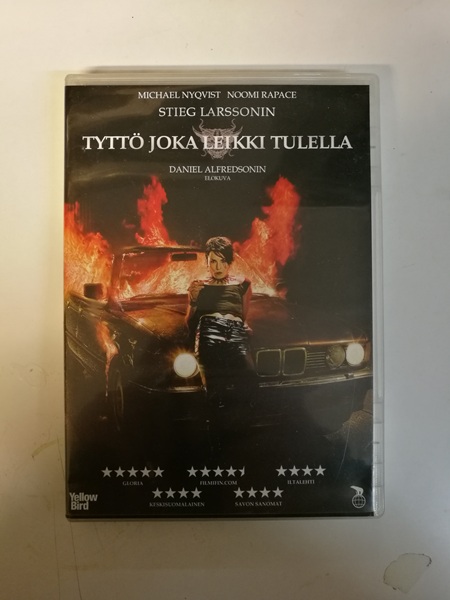 MICHAEL NYQVIST NOOMI RAPACE
STIEG LARSSONIN
TYTTÖ JOKA LEIKKI TULELLA
DANIEL ALFREDSONIN
ELOKUVA
GLORIA
FILMIFIN.COM
ILTALEHTI
KESKISUOMALAINEN
SAVON SANOMAT
Yellow
Bird